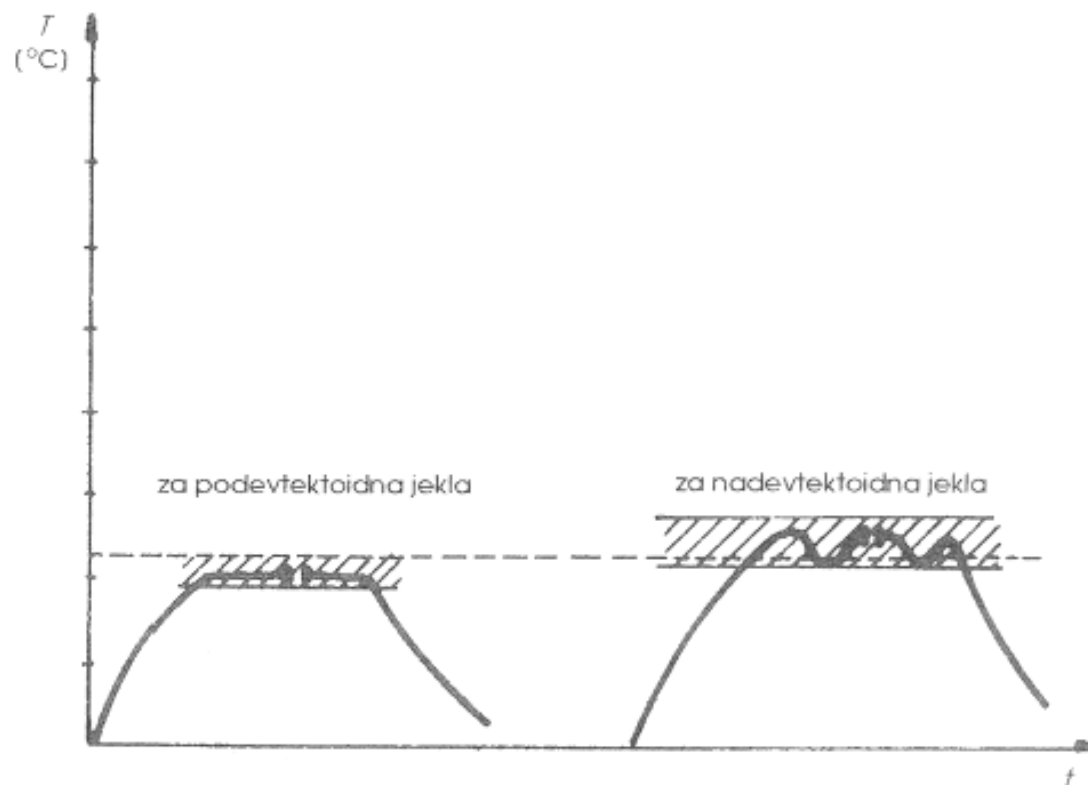 T
(°C)
za podevtektoidna jekla
za nadevtektoidna jekla
t